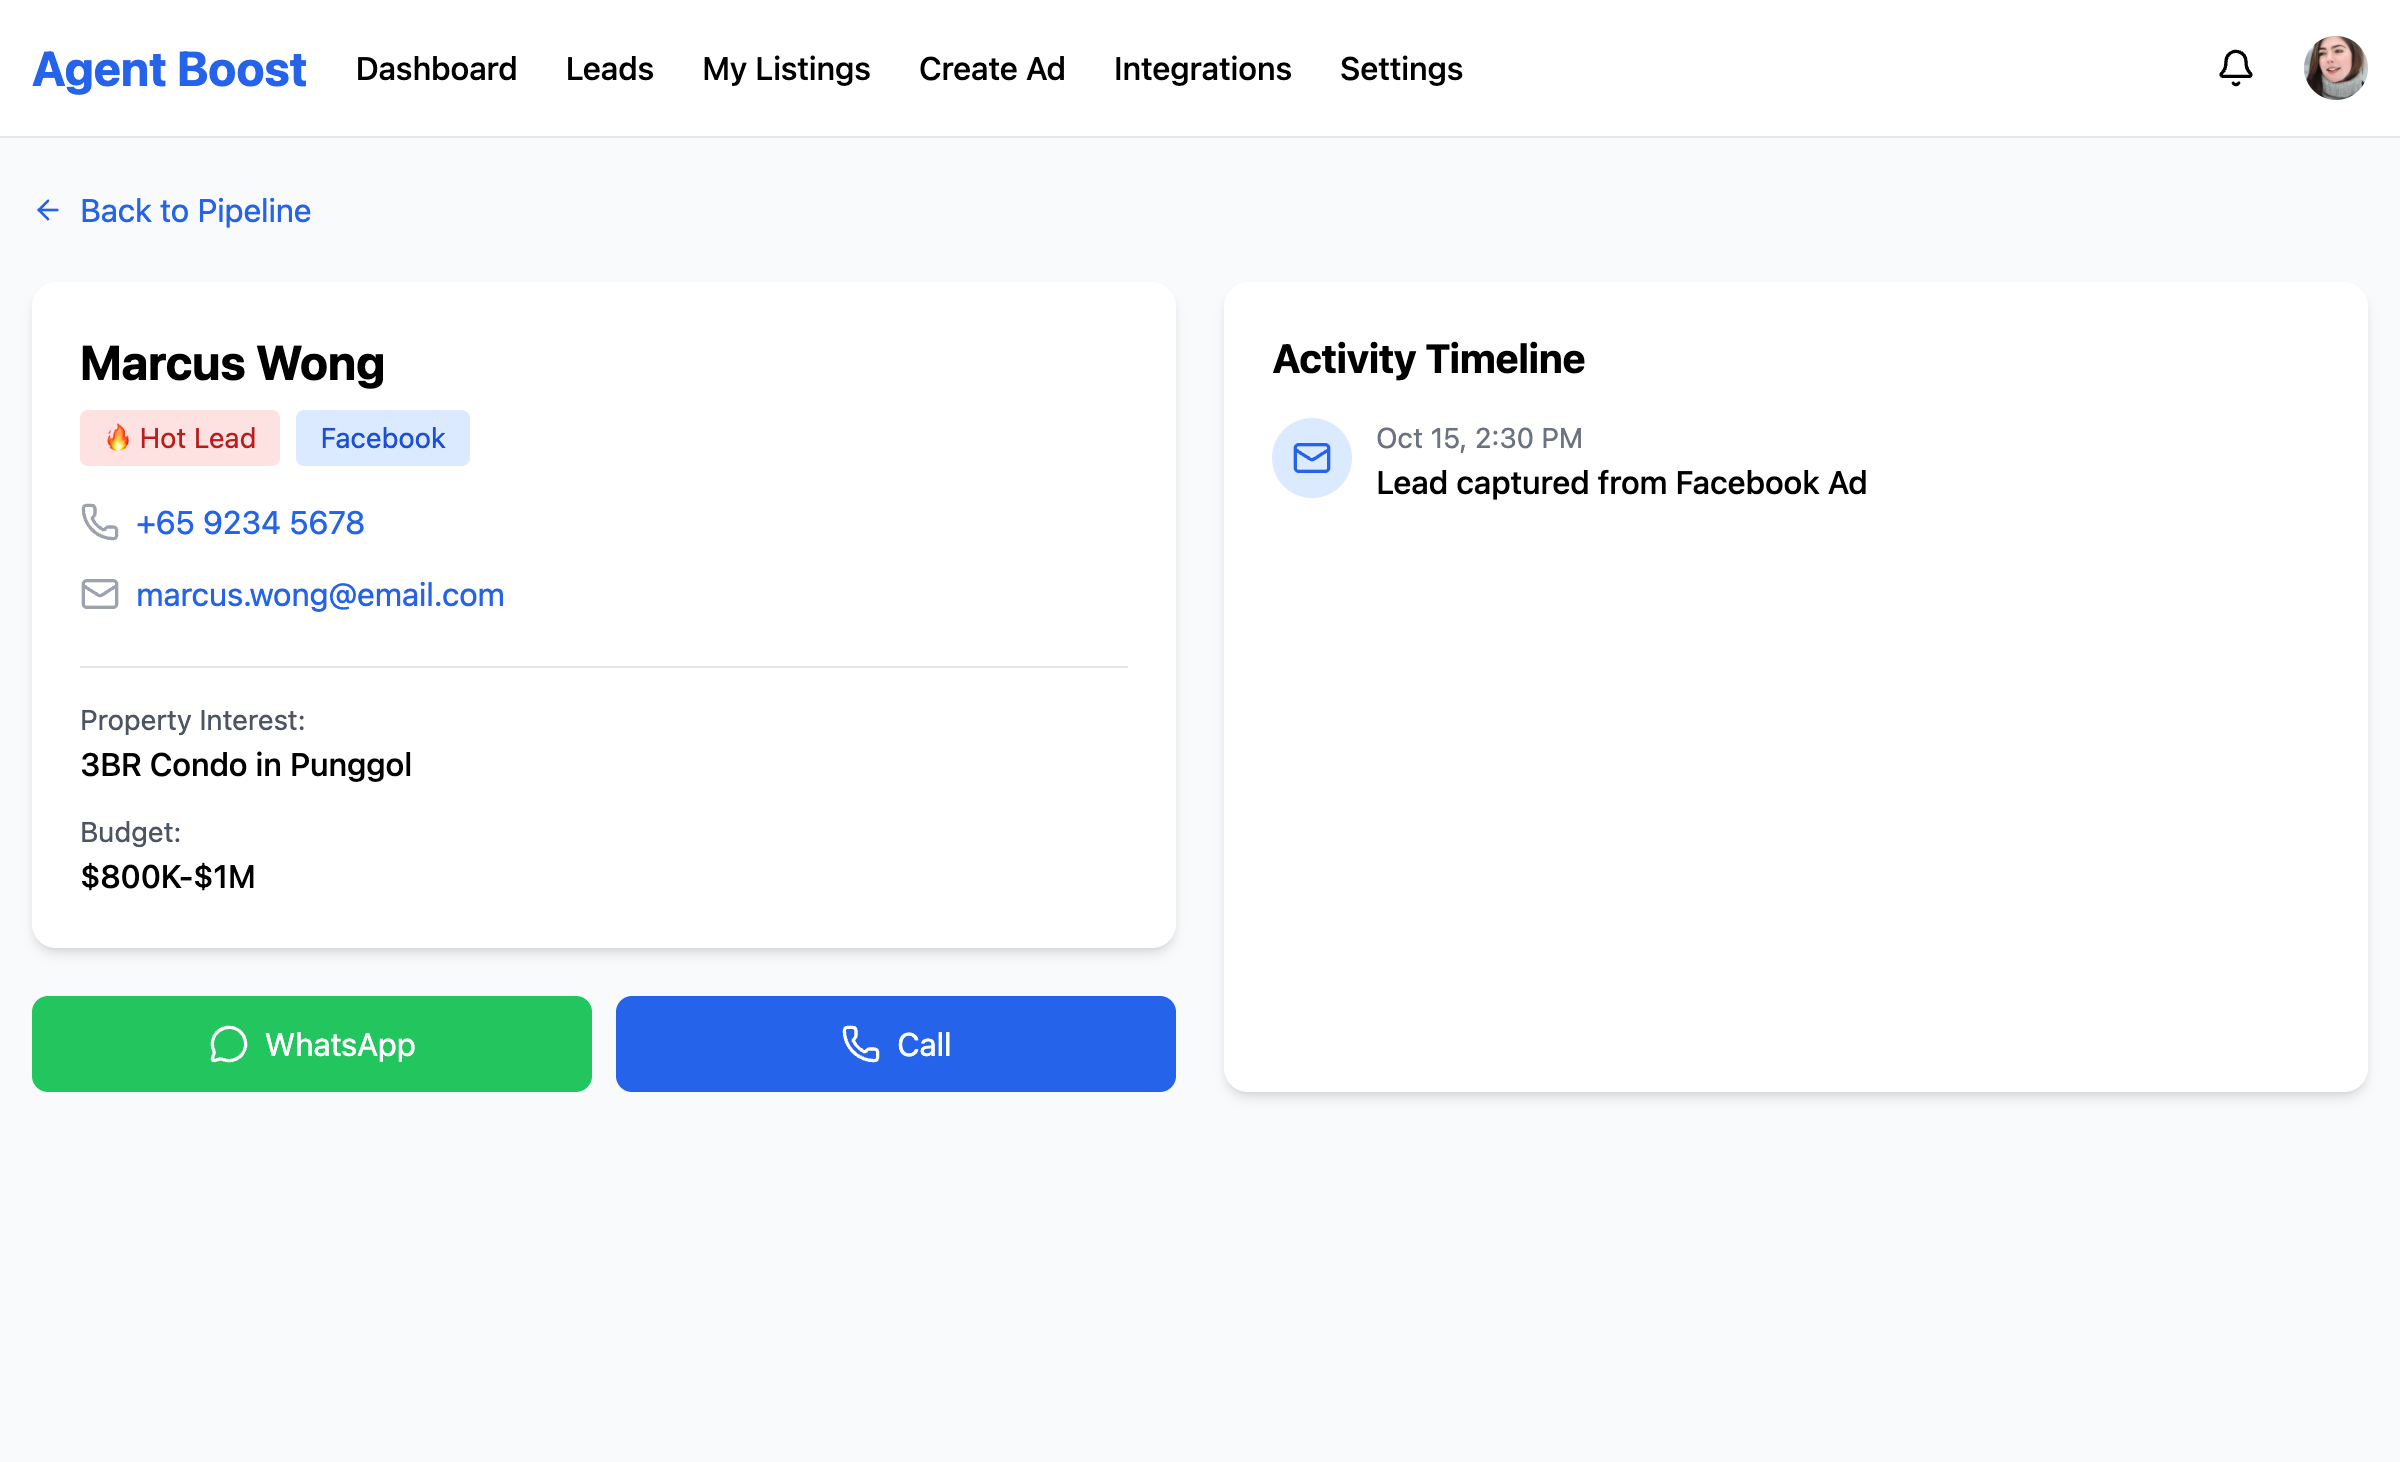 Agent Boost
Dashboard
Leads
My Listings
Create Ad
Integrations
Settings
Back to Pipeline
Marcus Wong
🔥 Hot Lead
Facebook
+65 9234 5678
marcus.wong@email.com
Property Interest:
3BR Condo in Punggol
Budget:
$800K-$1M
WhatsApp
Call
Activity Timeline
Oct 15, 2:30 PM
Lead captured from Facebook Ad